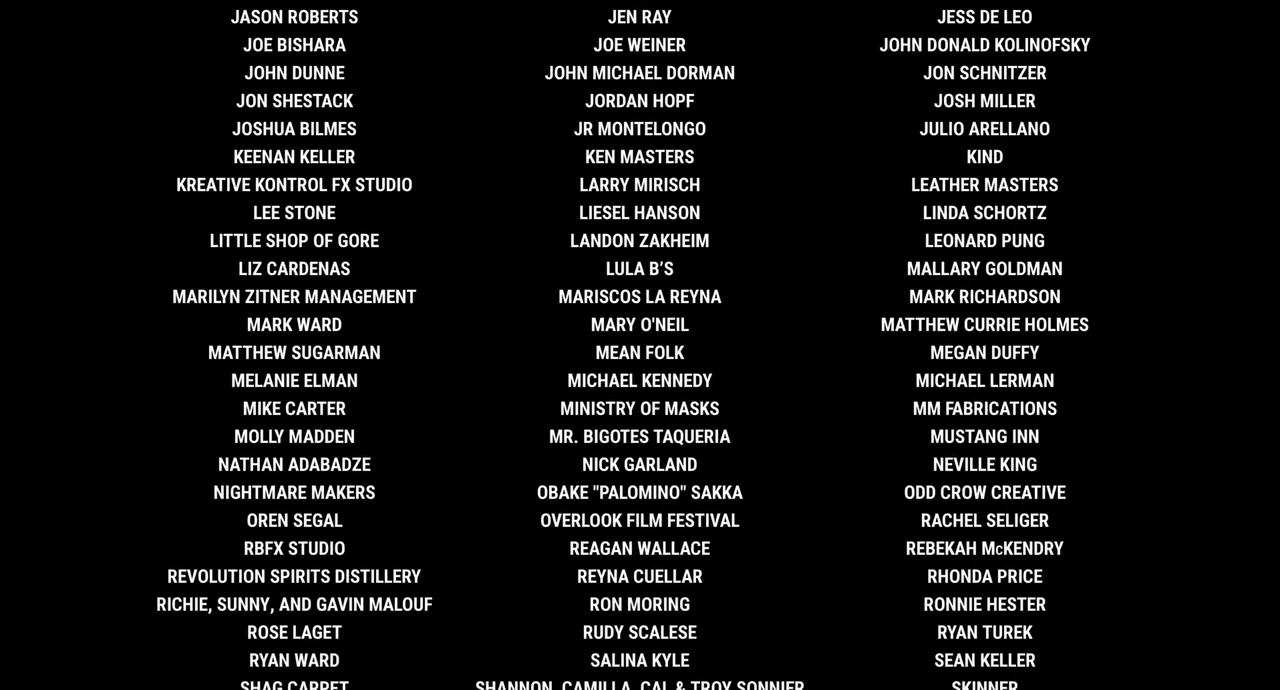 JASON ROBERTS JEN RAY JESS DE LEO
JOE BISHARA JOE WEINER JOHN DONALD KOLINOFSKY
JOHN DUNNE JOHN MICHAEL DORMAN JON SCHNITZER
JON SHESTACK JORDAN HOPF JOSH MILLER
JOSHUA BILMES JR MONTELONGO JULIO ARELLANO
KEENAN KELLER KEN MASTERS KIND
KREATIVE KONTROL FX STUDIO LARRY MIRISCH LEATHER MASTERS
LEE STONE LIESEL HANSON LINDA SCHORTZ
LITTLE SHOP OF GORE LANDON ZAKHEIM LEONARD PUNG
LIZ CARDENAS LULA B’S MALLARY GOLDMAN
MARILYN ZITNER MANAGEMENT MARISCOS LA REYNA MARK RICHARDSON
MARK WARD MARY O'NEIL MATTHEW CURRIE HOLMES
MATTHEW SUGARMAN MEAN FOLK MEGAN DUFFY
MELANIE ELMAN MICHAEL KENNEDY MICHAEL LERMAN
MIKE CARTER MINISTRY OF MASKS MM FABRICATIONS
MOLLY MADDEN MR. BIGOTES TAQUERIA MUSTANG INN
NATHAN ADABADZE NICK GARLAND NEVILLE KING
NIGHTMARE MAKERS OBAKE "PALOMINO" SAKKA ODD CROW CREATIVE
OREN SEGAL OVERLOOK FILM FESTIVAL RACHEL SELIGER
RBFX STUDIO REAGAN WALLACE REBEKAH McKENDRY
REVOLUTION SPIRITS DISTILLERY REYNA CUELLAR RHONDA PRICE
RICHIE, SUNNY, AND GAVIN MALOUF RON MORING RONNIE HESTER
ROSE LAGET RUDY SCALESE RYAN TUREK
RYAN WARD SALINA KYLE SEAN KELLER
SHAG CARPET SHANNON, CAMILLA, CAL & TROY SONNIER SKINNER